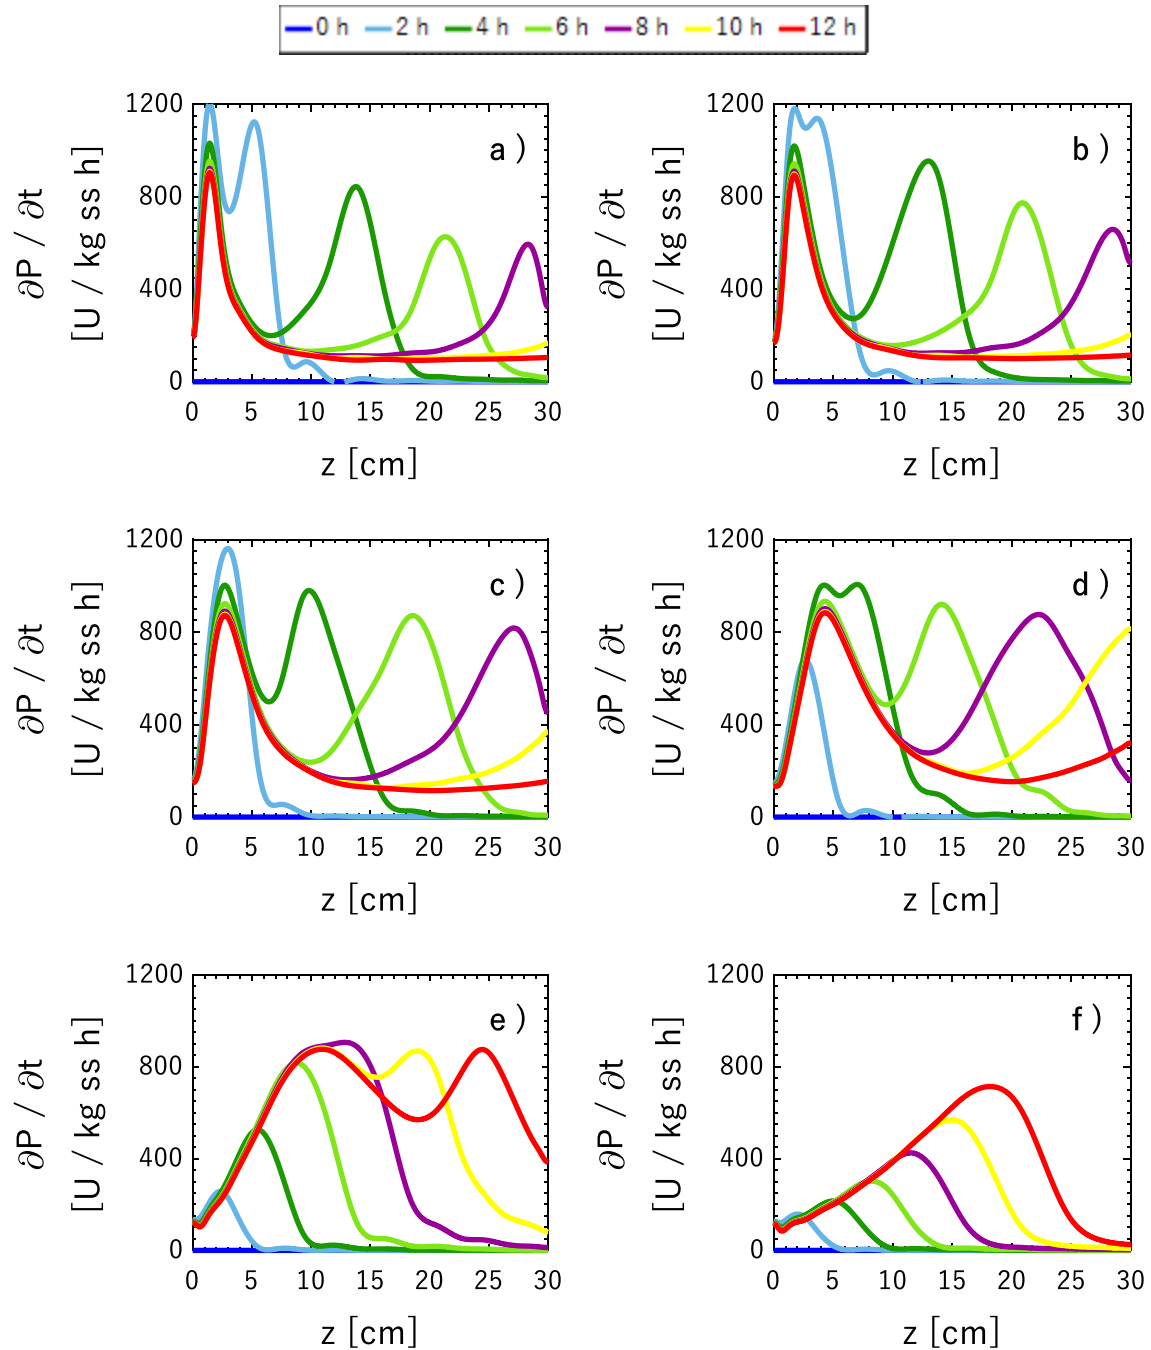 0 h 2 h 4 h 6 h 8 h 10 h 12 h
a )
∂P / ∂t
[U / kg ss h]
1200
800
400
0
0 5 10 15 20 25 30
z [cm]
b )
∂P / ∂t
[U / kg ss h]
1200
800
400
0
0 5 10 15 20 25 30
z [cm]
c )
∂P / ∂t
[U / kg ss h]
1200
800
400
0
0 5 10 15 20 25 30
z [cm]
d )
∂P / ∂t
[U / kg ss h]
1200
800
400
0
0 5 10 15 20 25 30
z [cm]
e )
∂P / ∂t
[U / kg ss h]
1200
800
400
0
0 5 10 15 20 25 30
z [cm]
f )
∂P / ∂t
[U / kg ss h]
1200
800
400
0
0 5 10 15 20 25 30
z [cm]